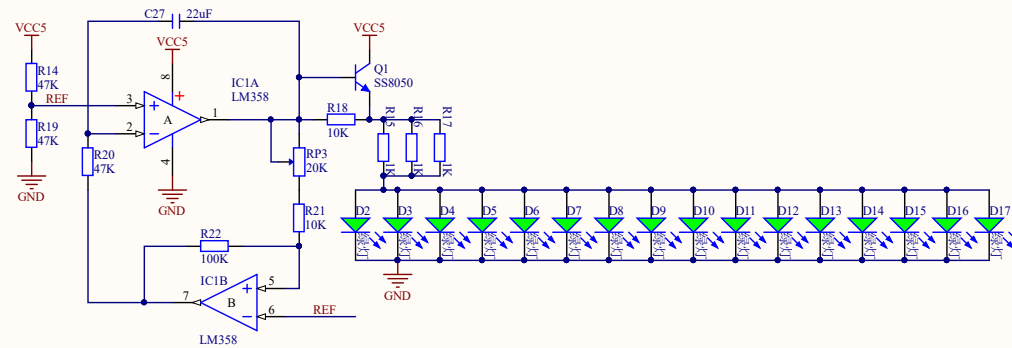 C27 22uF
VCC5
VCC5
VCC5
R14
47K
REF
R19
47K
GND
3
2
8
4
1
A
GND
IC1A
LM358
R20
47K
Q1
SS8050
R18
10K
R15
1K
R16
1K
R17
1K
RP3
20K
R21
10K
R22
100K
IC1B
B
7
5
6
REF
LM358
D2 D3 D4 D5 D6 D7 D8 D9 D10 D11 D12 D13 D14 D15 D16 D17
GND